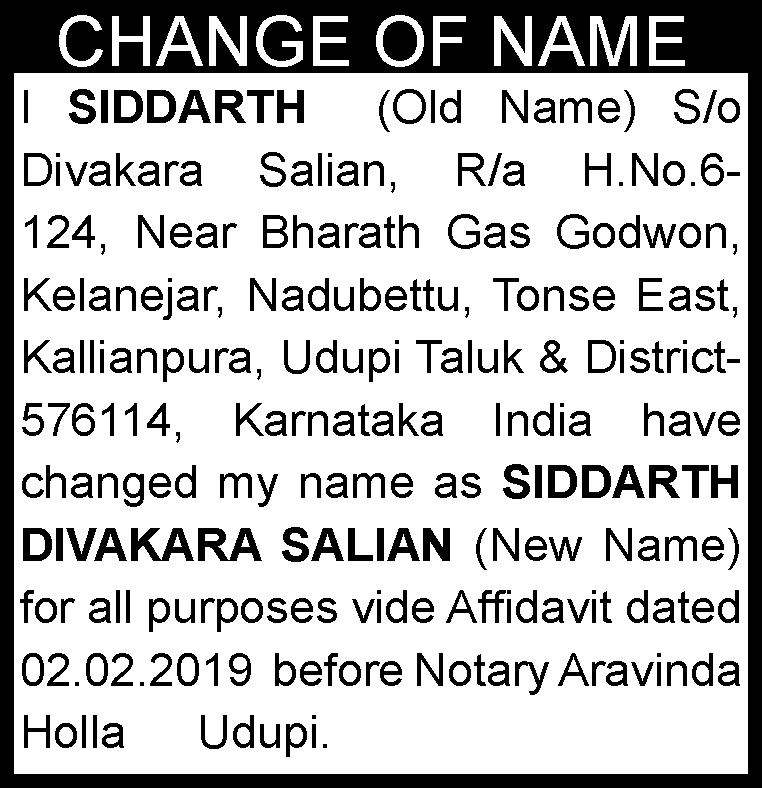 CHANGE OF NAME
I SIDDARTH (Old Name) S/o
Divakara Salian, R/a H.No.6-
124, Near Bharath Gas Godwon,
Kelanejar, Nadubettu, Tonse East,
Kallianpura, Udupi Taluk & District-
576114, Karnataka India have
changed my name as SIDDARTH
DIVAKARA SALIAN (New Name)
for all purposes vide Affidavit dated
02.02.2019 before Notary Aravinda
Holla Udupi.